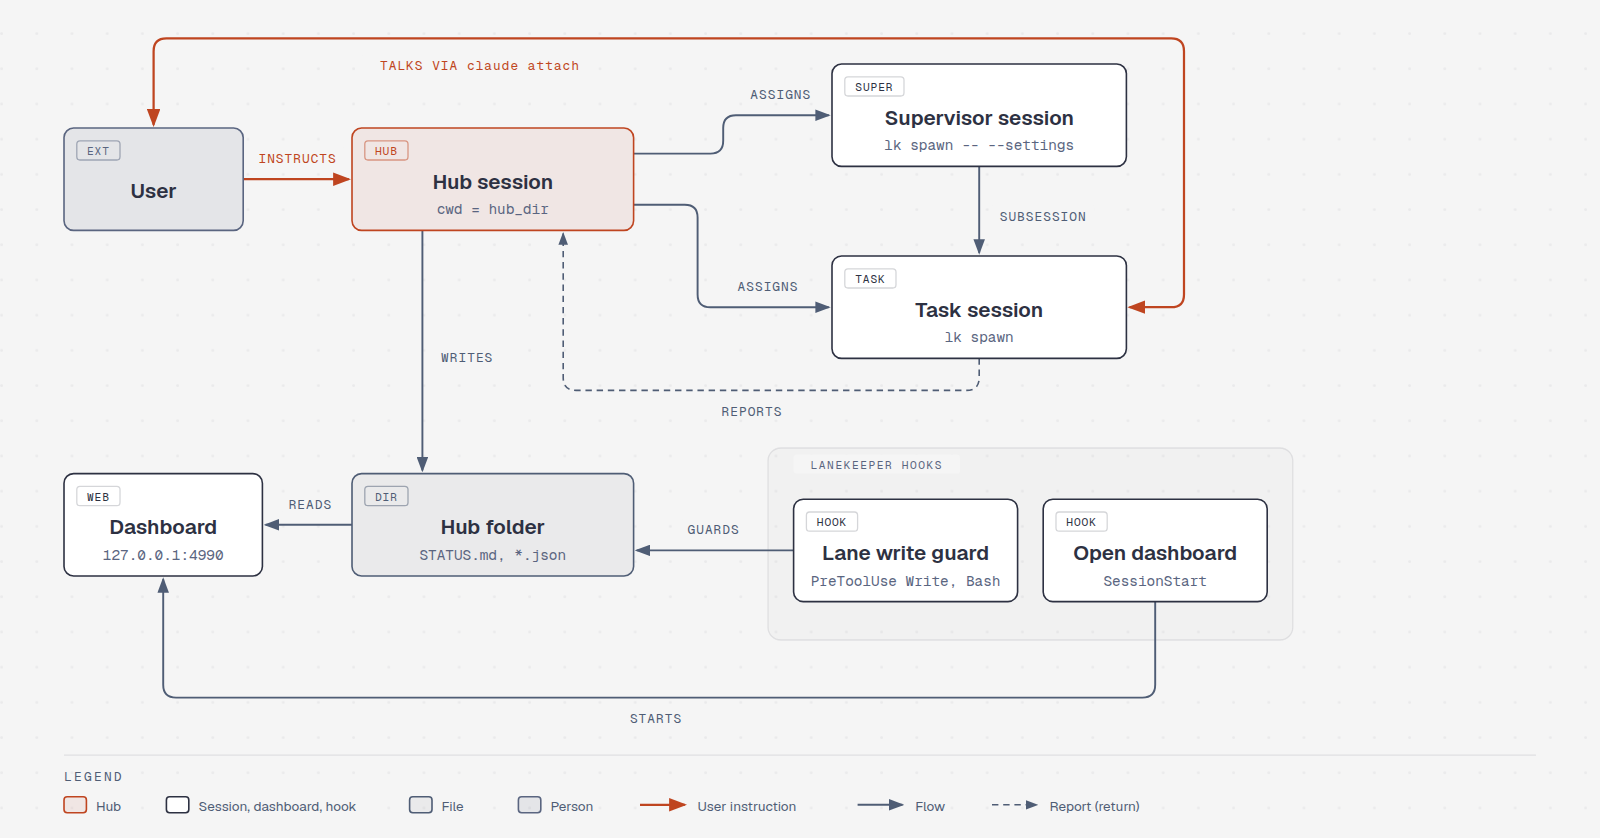 TALKS VIA claude attach
EXT
User
INSTRUCTS
HUB
Hub session
cwd = hub_dir
ASSIGNS
SUPER
Supervisor session
lk spawn -- --settings
SUBSESSION
ASSIGNS
TASK
Task session
lk spawn
WRITES
REPORTS
WEB
Dashboard
127.0.0.1:4990
READS
DIR
Hub folder
STATUS.md, *.json
GUARDS
LANEKEEPER HOOKS
HOOK
Lane write guard
PreToolUse Write, Bash
HOOK
Open dashboard
SessionStart
STARTS
LEGEND
Hub
Session, dashboard, hook
File
Person
User instruction
Flow
Report (return)